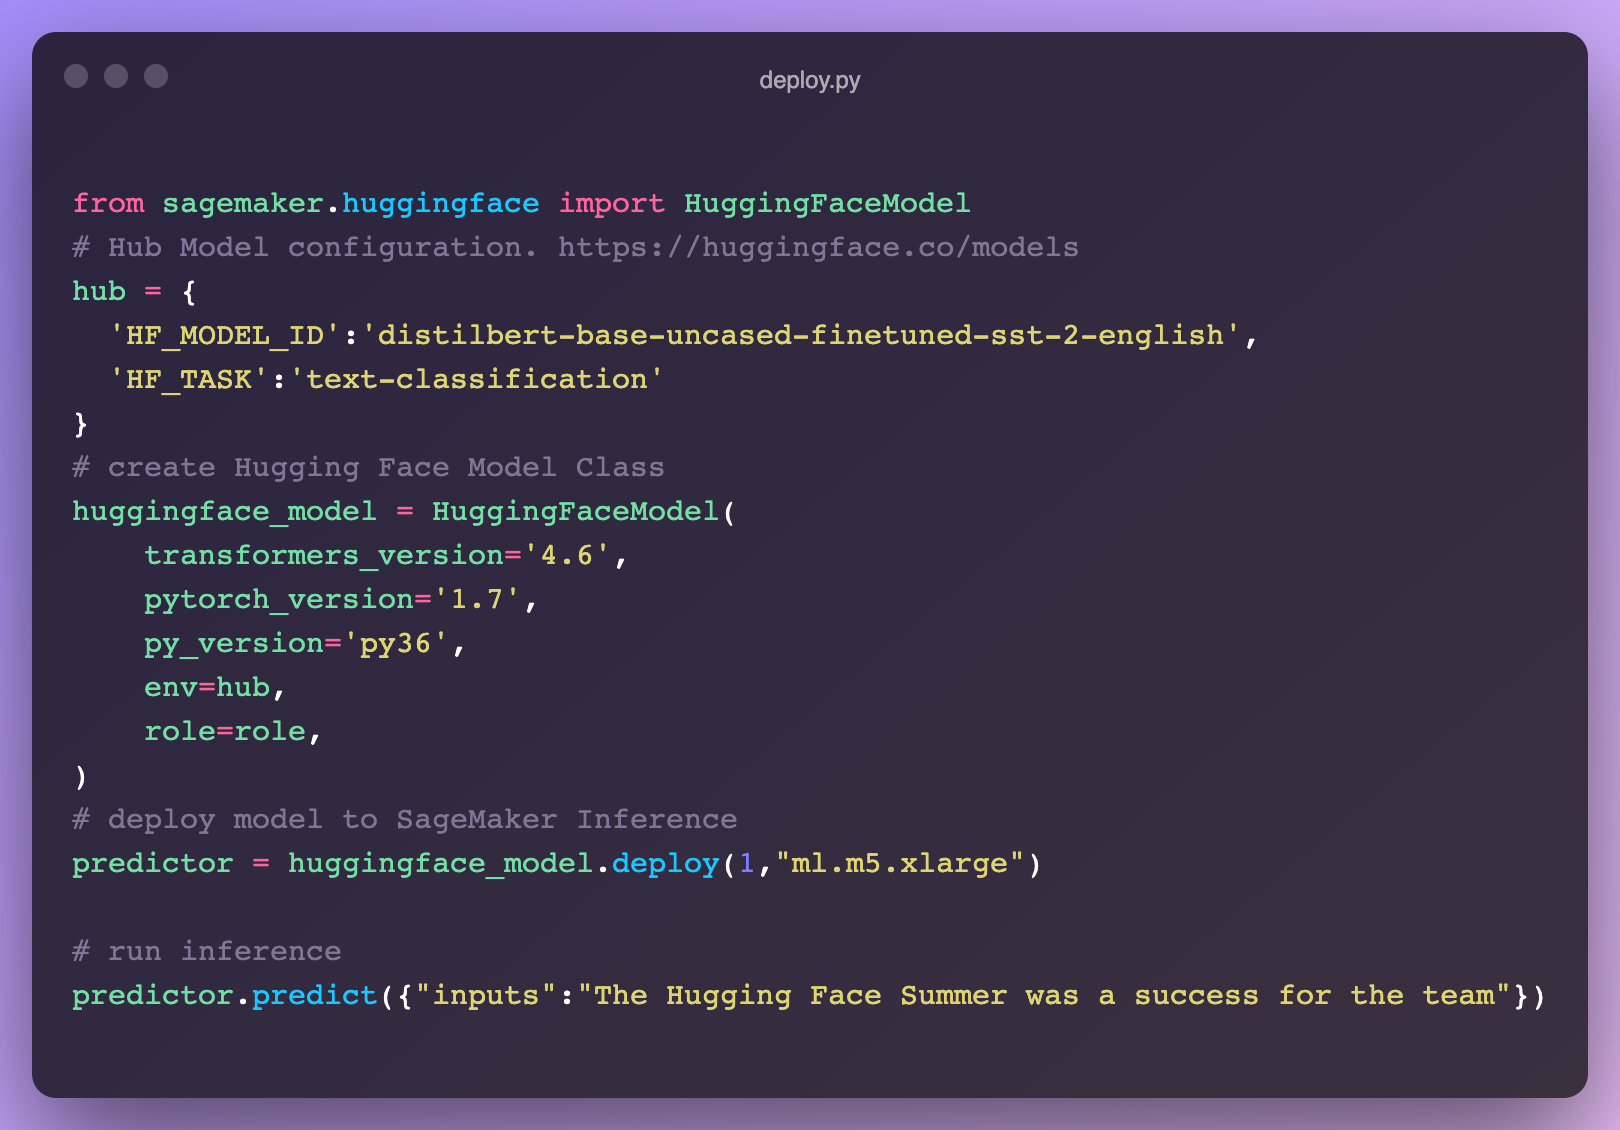 deploy.py
from sagemaker.huggingface import HuggingFaceModel
# Hub Model configuration. https://huggingface.co/models
hub = {
  'HF_MODEL_ID':'distilbert-base-uncased-finetuned-sst-2-english',
  'HF_TASK':'text-classification'
}
# create Hugging Face Model Class
huggingface_model = HuggingFaceModel(
    transformers_version='4.6',
    pytorch_version='1.7',
    py_version='py36',
    env=hub,
    role=role,
)
# deploy model to SageMaker Inference
predictor = huggingface_model.deploy(1,"ml.m5.xlarge")
# run inference
predictor.predict({"inputs":"The Hugging Face Summer was a success for the team"})